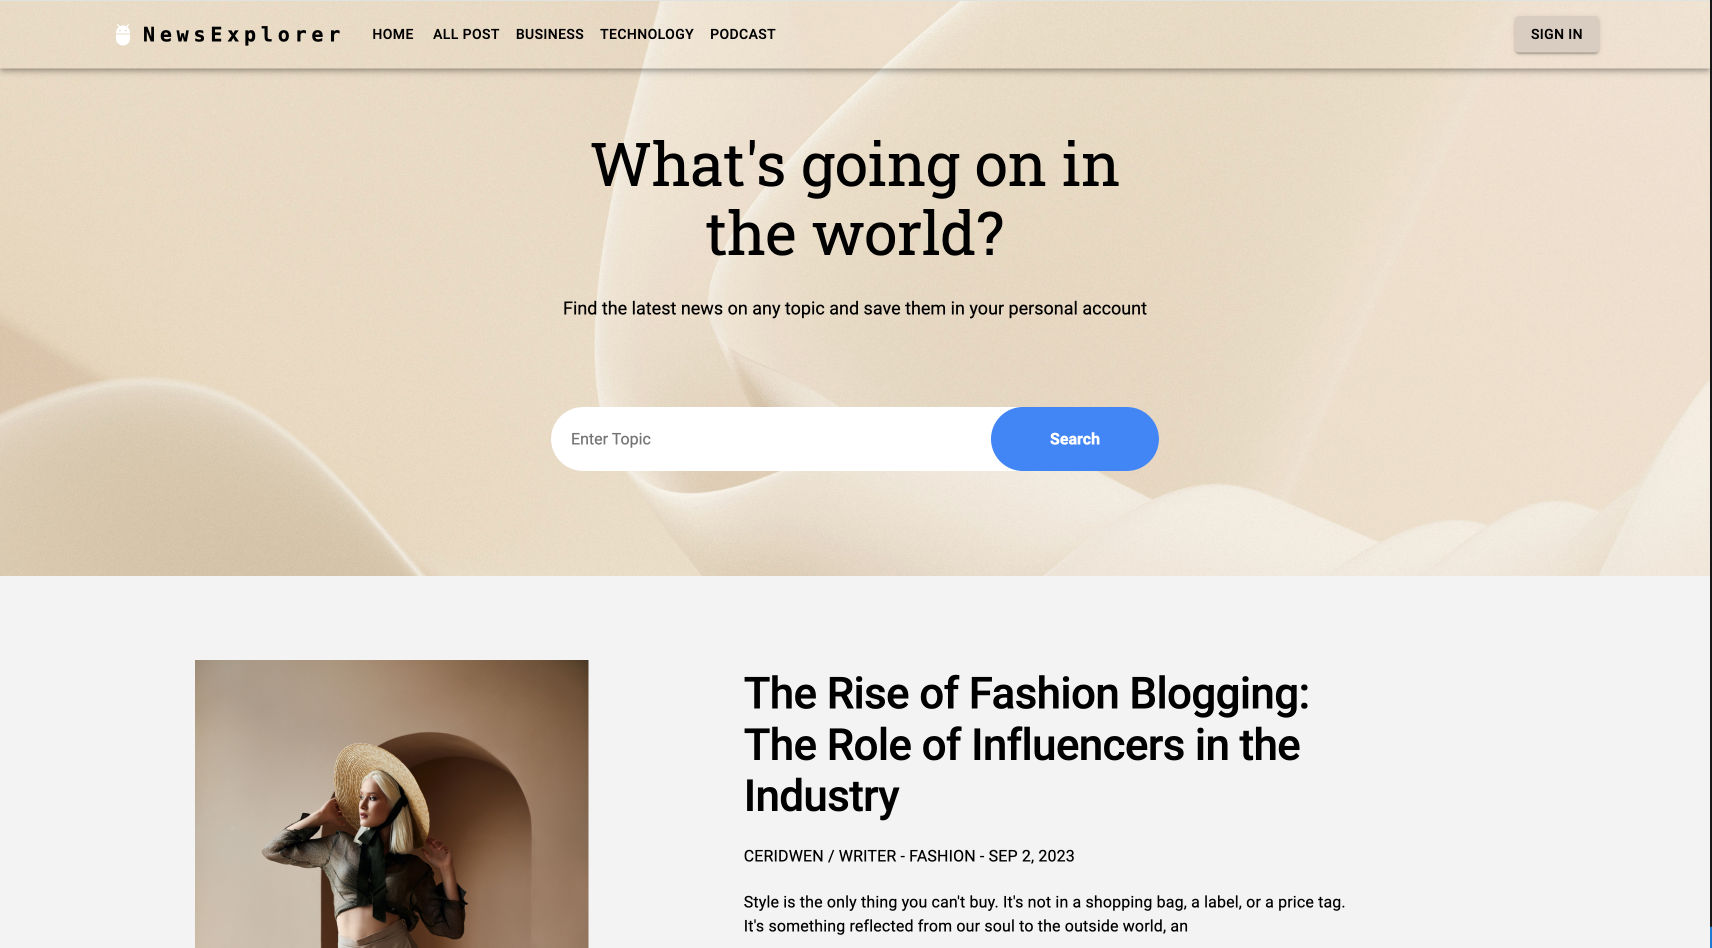 NewsExplorer HOME ALL POST BUSINESS TECHNOLOGY PODCAST SIGN IN
What's going on in
the world?
Find the latest news on any topic and save them in your personal account
Enter Topic Search
The Rise of Fashion Blogging:
The Role of Influencers in the
Industry
CERIDWEN / WRITER - FASHION - SEP 2, 2023
Style is the only thing you can't buy. It's not in a shopping bag, a label, or a price tag.
It's something reflected from our soul to the outside world, an